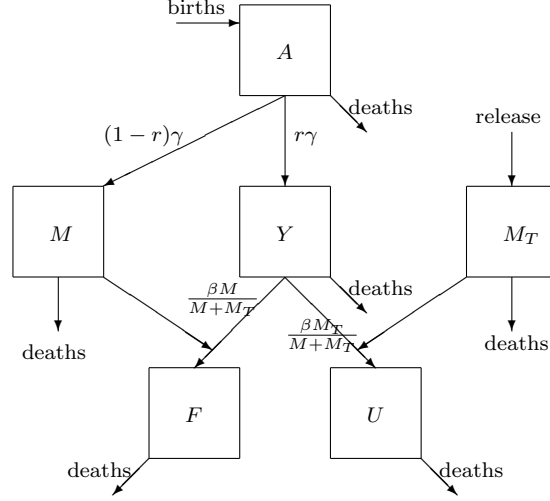 births
A
deaths
(1 − r)γ
rγ
release
M
Y
M_T
deaths
βM/(M+M_T)
βM_T/(M+M_T)
deaths
deaths
F
U
deaths
deaths